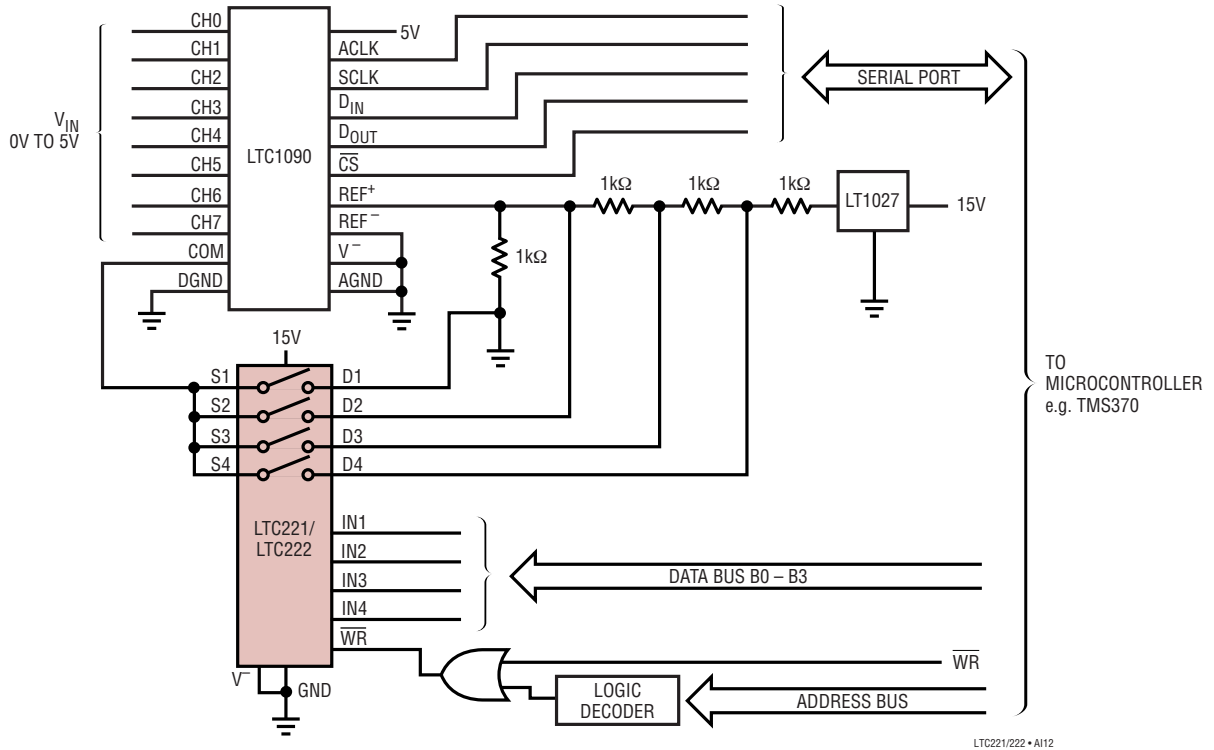 CH0
CH1
CH2
CH3
CH4
CH5
CH6
CH7
COM
DGND
VIN
0V TO 5V
LTC1090
5V
ACLK
SCLK
DIN
DOUT
CS
REF+
REF−
V−
AGND
SERIAL PORT
1kΩ
1kΩ
1kΩ
1kΩ
LT1027
15V
TO
MICROCONTROLLER
e.g. TMS370
15V
S1
S2
S3
S4
D1
D2
D3
D4
LTC221/
LTC222
IN1
IN2
IN3
IN4
WR
DATA BUS B0 – B3
V−
GND
WR
LOGIC
DECODER
ADDRESS BUS
LTC221/222 • AI12